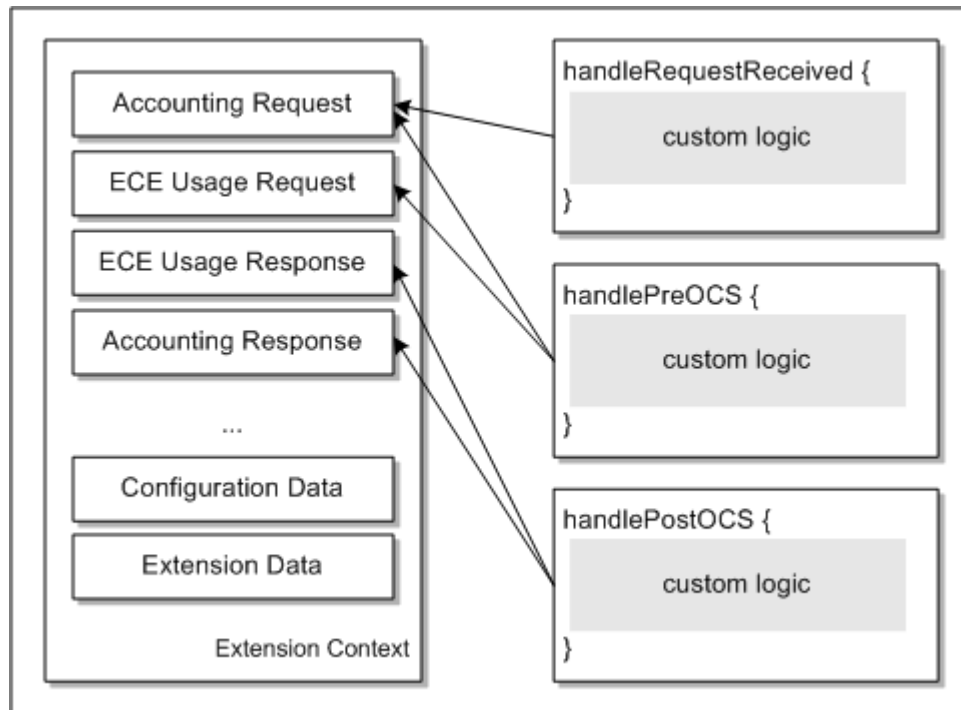 Accounting Request
ECE Usage Request
ECE Usage Response
Accounting Response
...
Configuration Data
Extension Data
Extension Context
handleRequestReceived {
custom logic
}
handlePreOCS {
custom logic
}
handlePostOCS {
custom logic
}